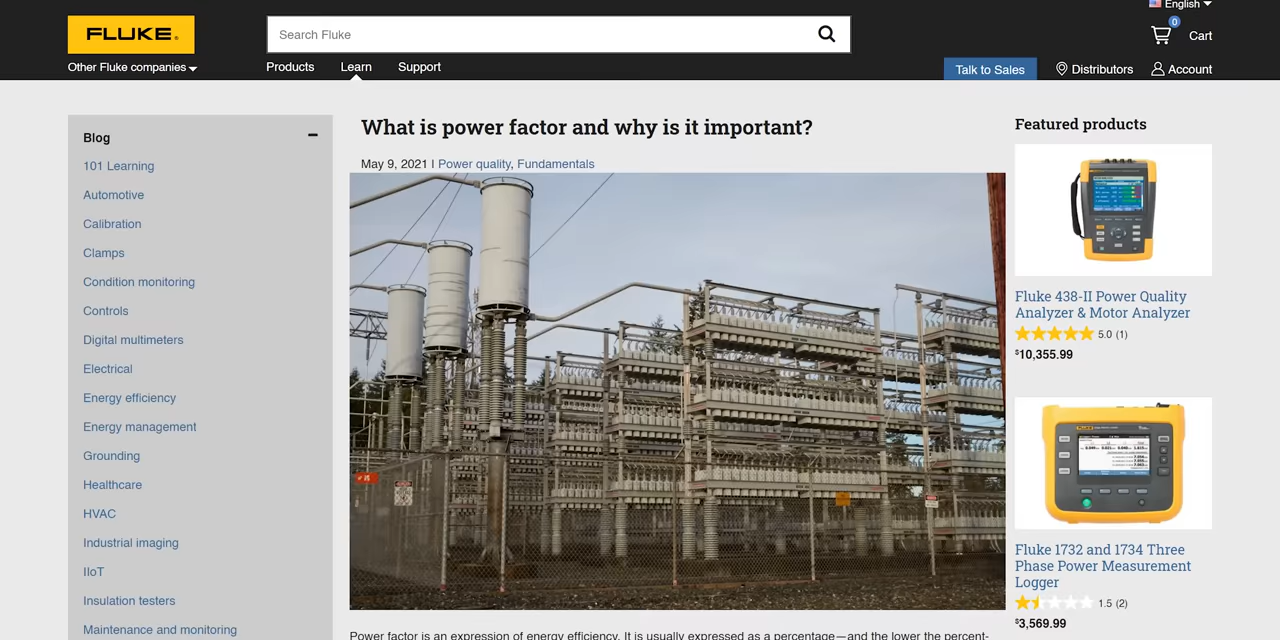 English
FLUKE
Search Fluke
0
Cart
Other Fluke companies
Products
Learn
Support
Talk to Sales
Distributors
Account
Blog
101 Learning
Automotive
Calibration
Clamps
Condition monitoring
Controls
Digital multimeters
Electrical
Energy efficiency
Energy management
Grounding
Healthcare
HVAC
Industrial imaging
IIoT
Insulation testers
Maintenance and monitoring
What is power factor and why is it important?
May 9, 2021 | Power quality, Fundamentals
Power factor is an expression of energy efficiency. It is usually expressed as a percentage—and the lower the percent-
Featured products
Fluke 438-II Power Quality
Analyzer & Motor Analyzer
5.0 (1)
$10,355.99
Fluke 1732 and 1734 Three
Phase Power Measurement
Logger
1.5 (2)
$3,569.99